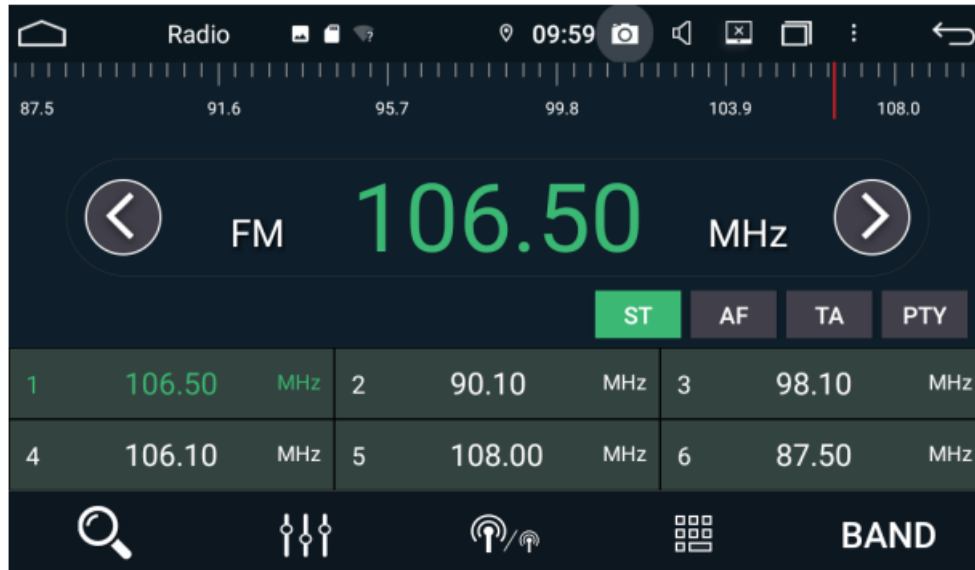 Radio 09:59
87.5 91.6 95.7 99.8 103.9 108.0
FM 106.50 MHz
ST AF TA PTY
1 106.50 MHz 2 90.10 MHz 3 98.10 MHz
4 106.10 MHz 5 108.00 MHz 6 87.50 MHz
BAND